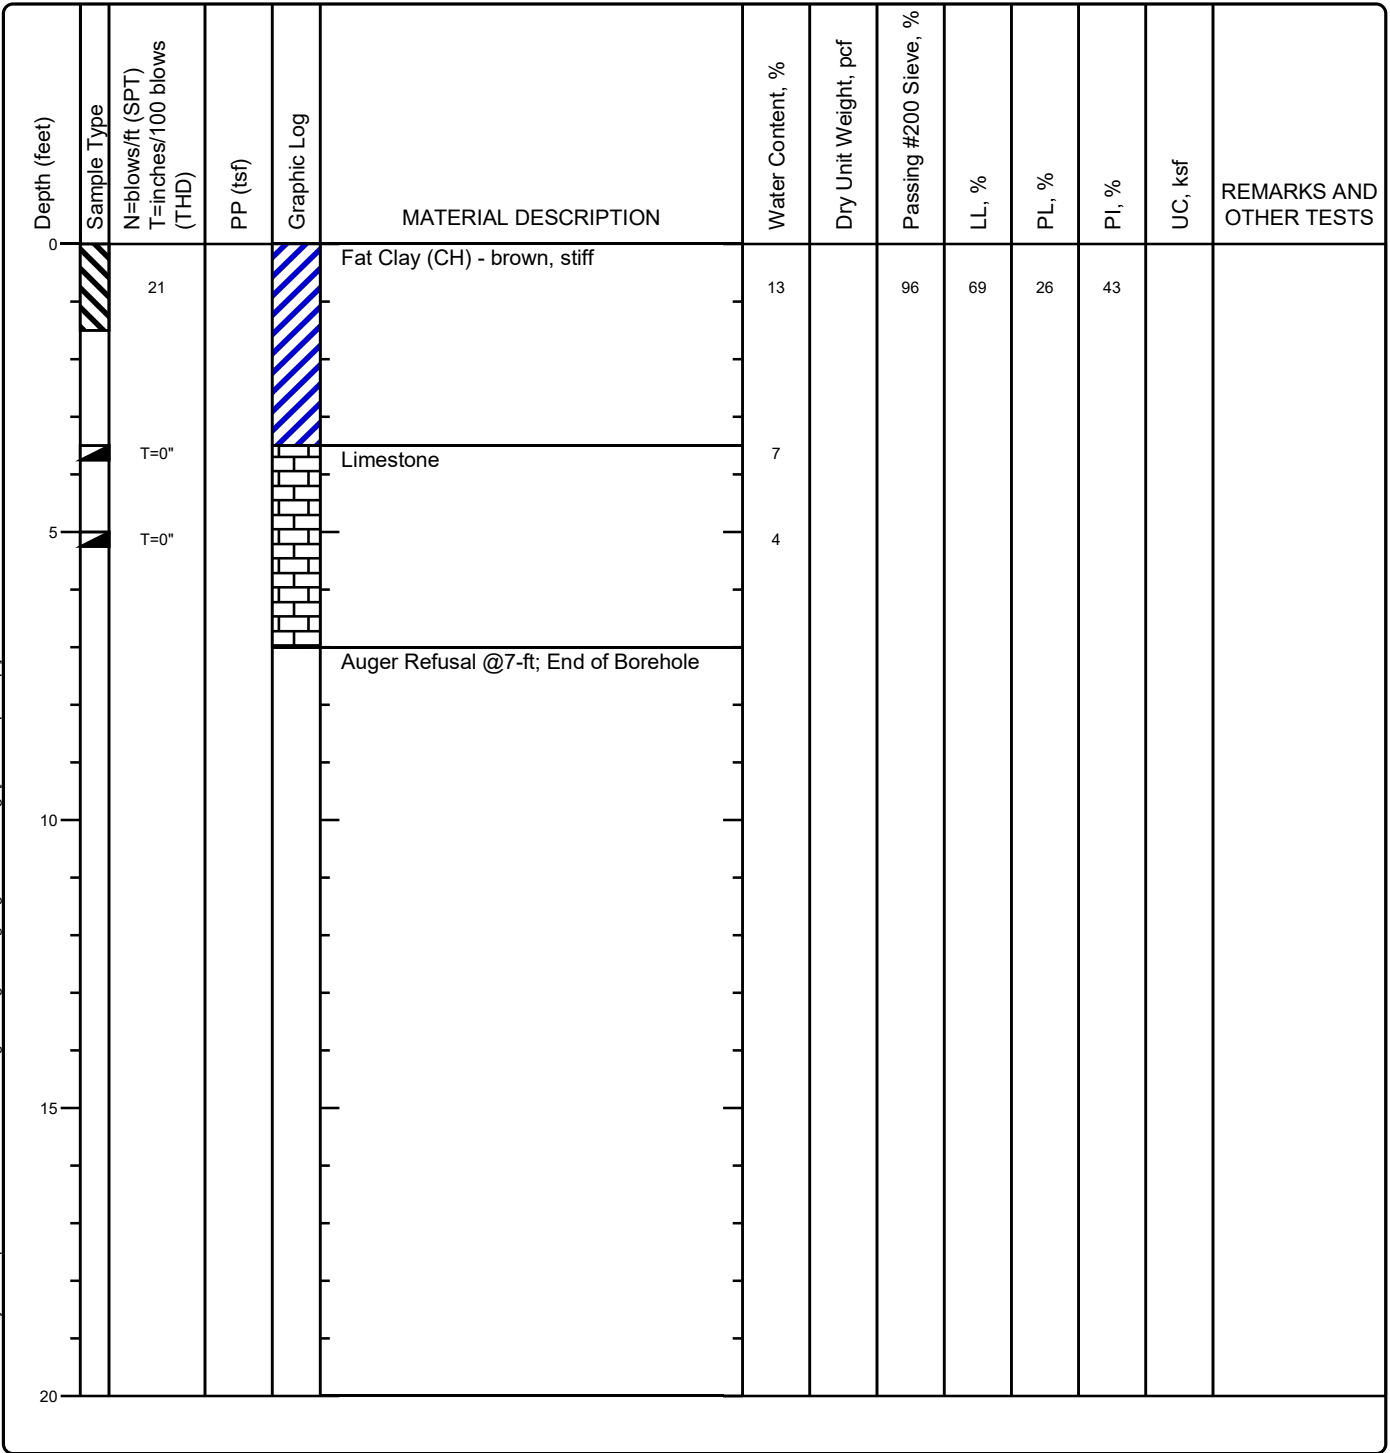 Depth (feet)
Sample Type
N=blows/ft (SPT)
T=inches/100 blows
(THD)
PP (tsf)
Graphic Log
MATERIAL DESCRIPTION
Water Content, %
Dry Unit Weight, pcf
Passing #200 Sieve, %
LL, %
PL, %
PI, %
UC, ksf
REMARKS AND
OTHER TESTS
0
Fat Clay (CH) - brown, stiff
21 13 96 69 26 43
T=0" 7
Limestone
5 T=0" 4
Auger Refusal @7-ft; End of Borehole
10
15
20